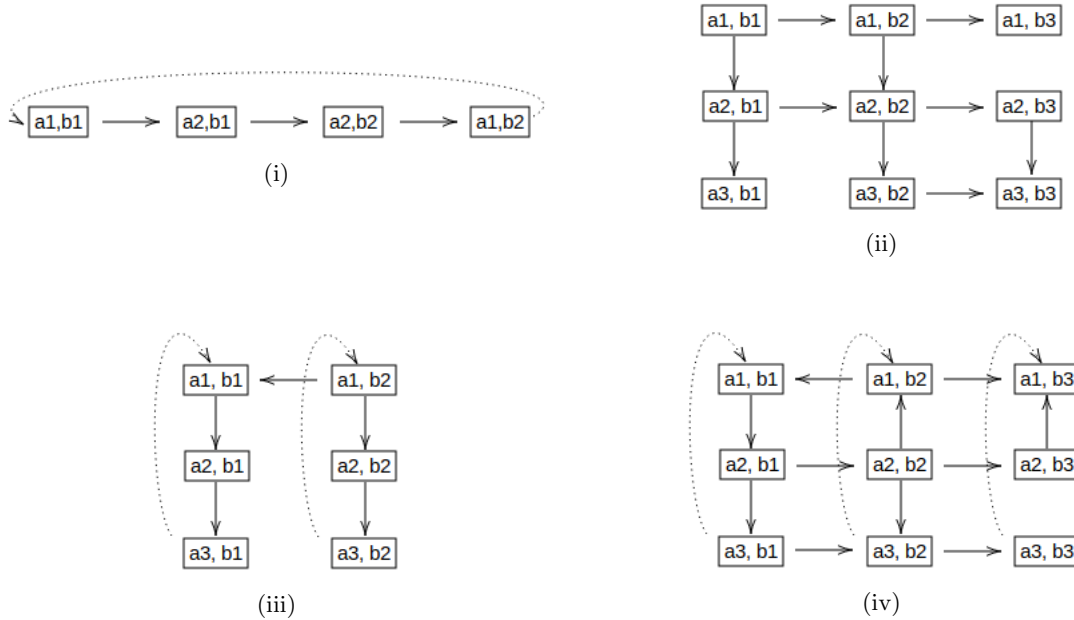 a1, b1 a1, b2 a1, b3
a1,b1 a2,b1 a2,b2 a1,b2
a2, b1 a2, b2 a2, b3
(i)
a3, b1 a3, b2 a3, b3
(ii)
a1, b1 a1, b2
a2, b1 a2, b2
a3, b1 a3, b2
(iii)
a1, b1 a1, b2 a1, b3
a2, b1 a2, b2 a2, b3
a3, b1 a3, b2 a3, b3
(iv)